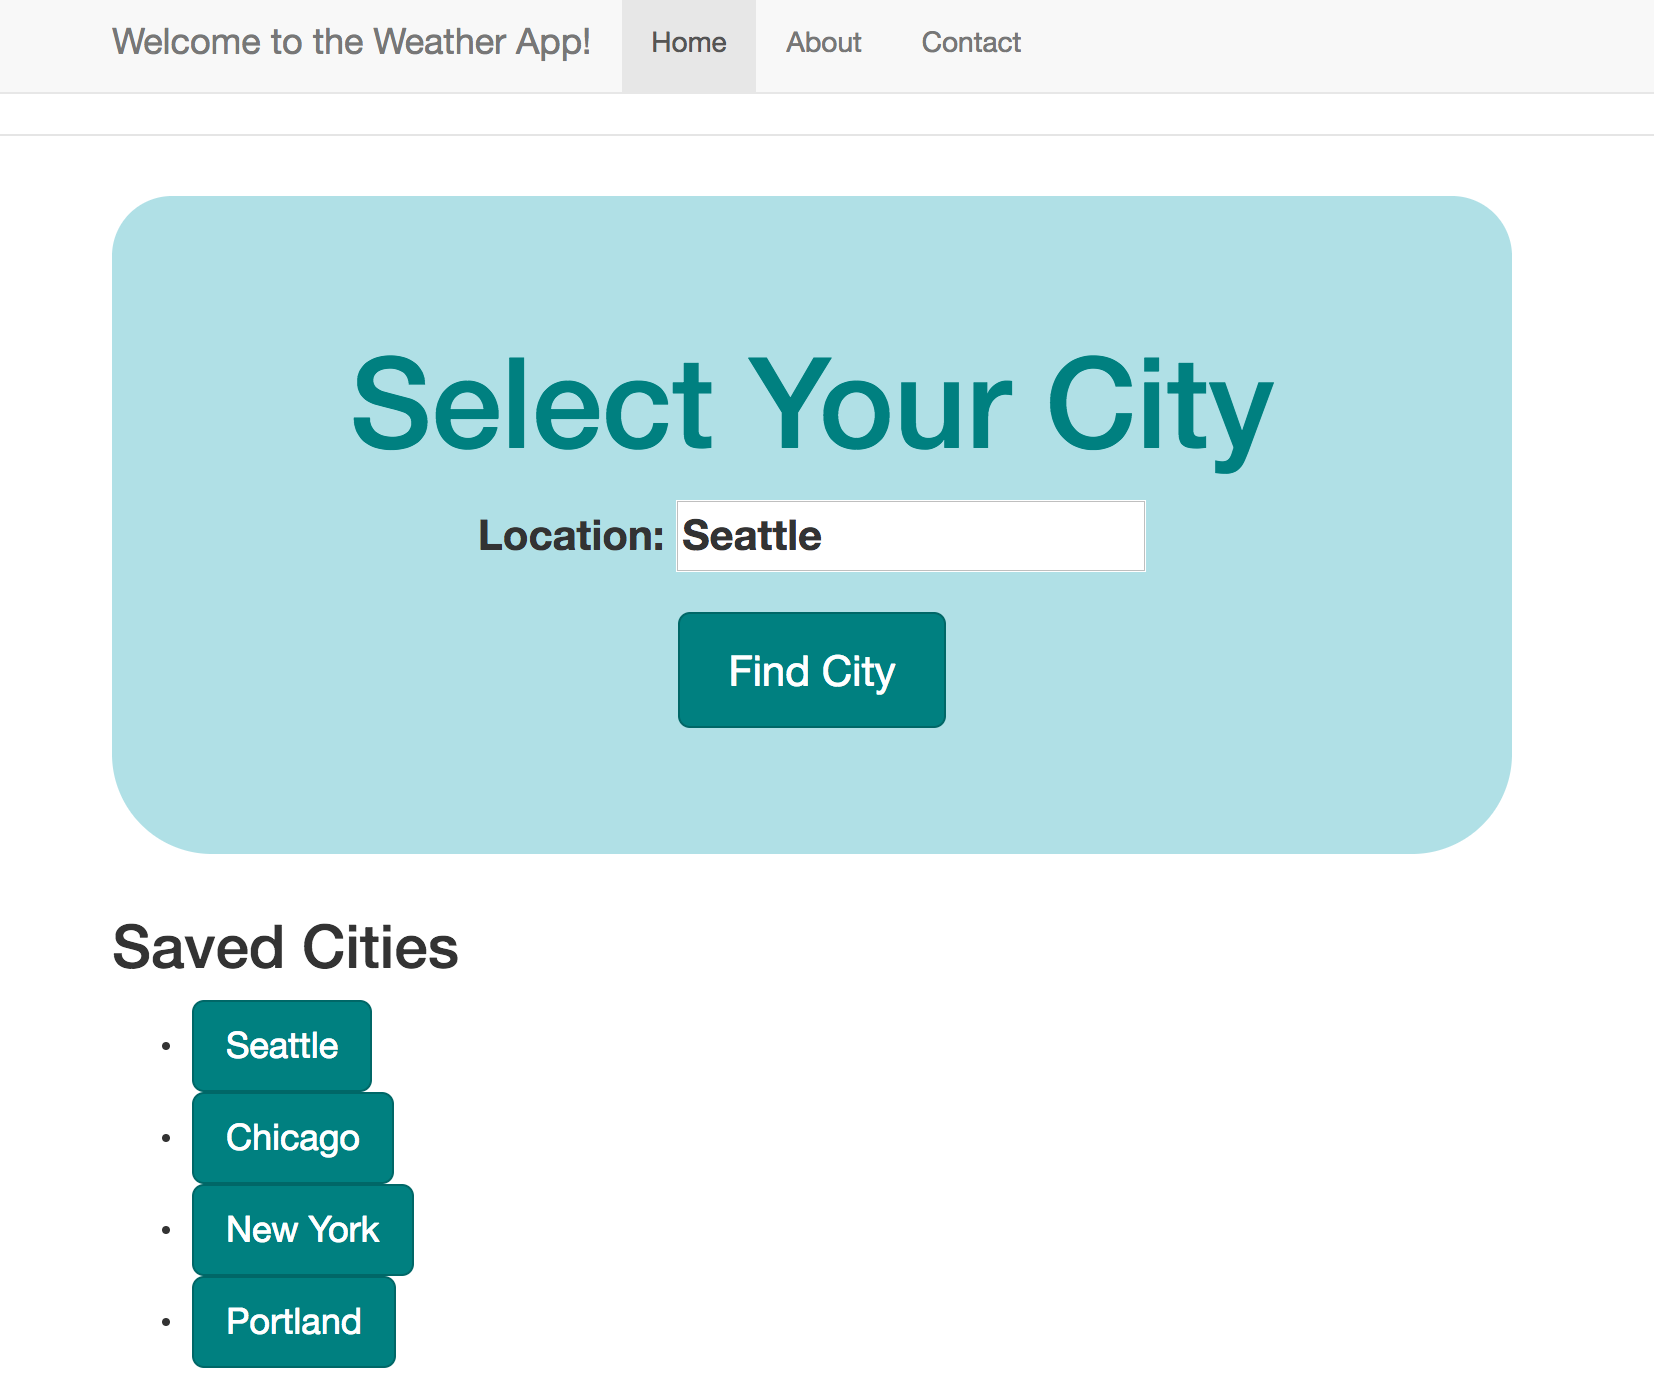 Welcome to the Weather App! Home About Contact
Select Your City
Location: Seattle
Find City
Saved Cities
• Seattle
• Chicago
• New York
• Portland